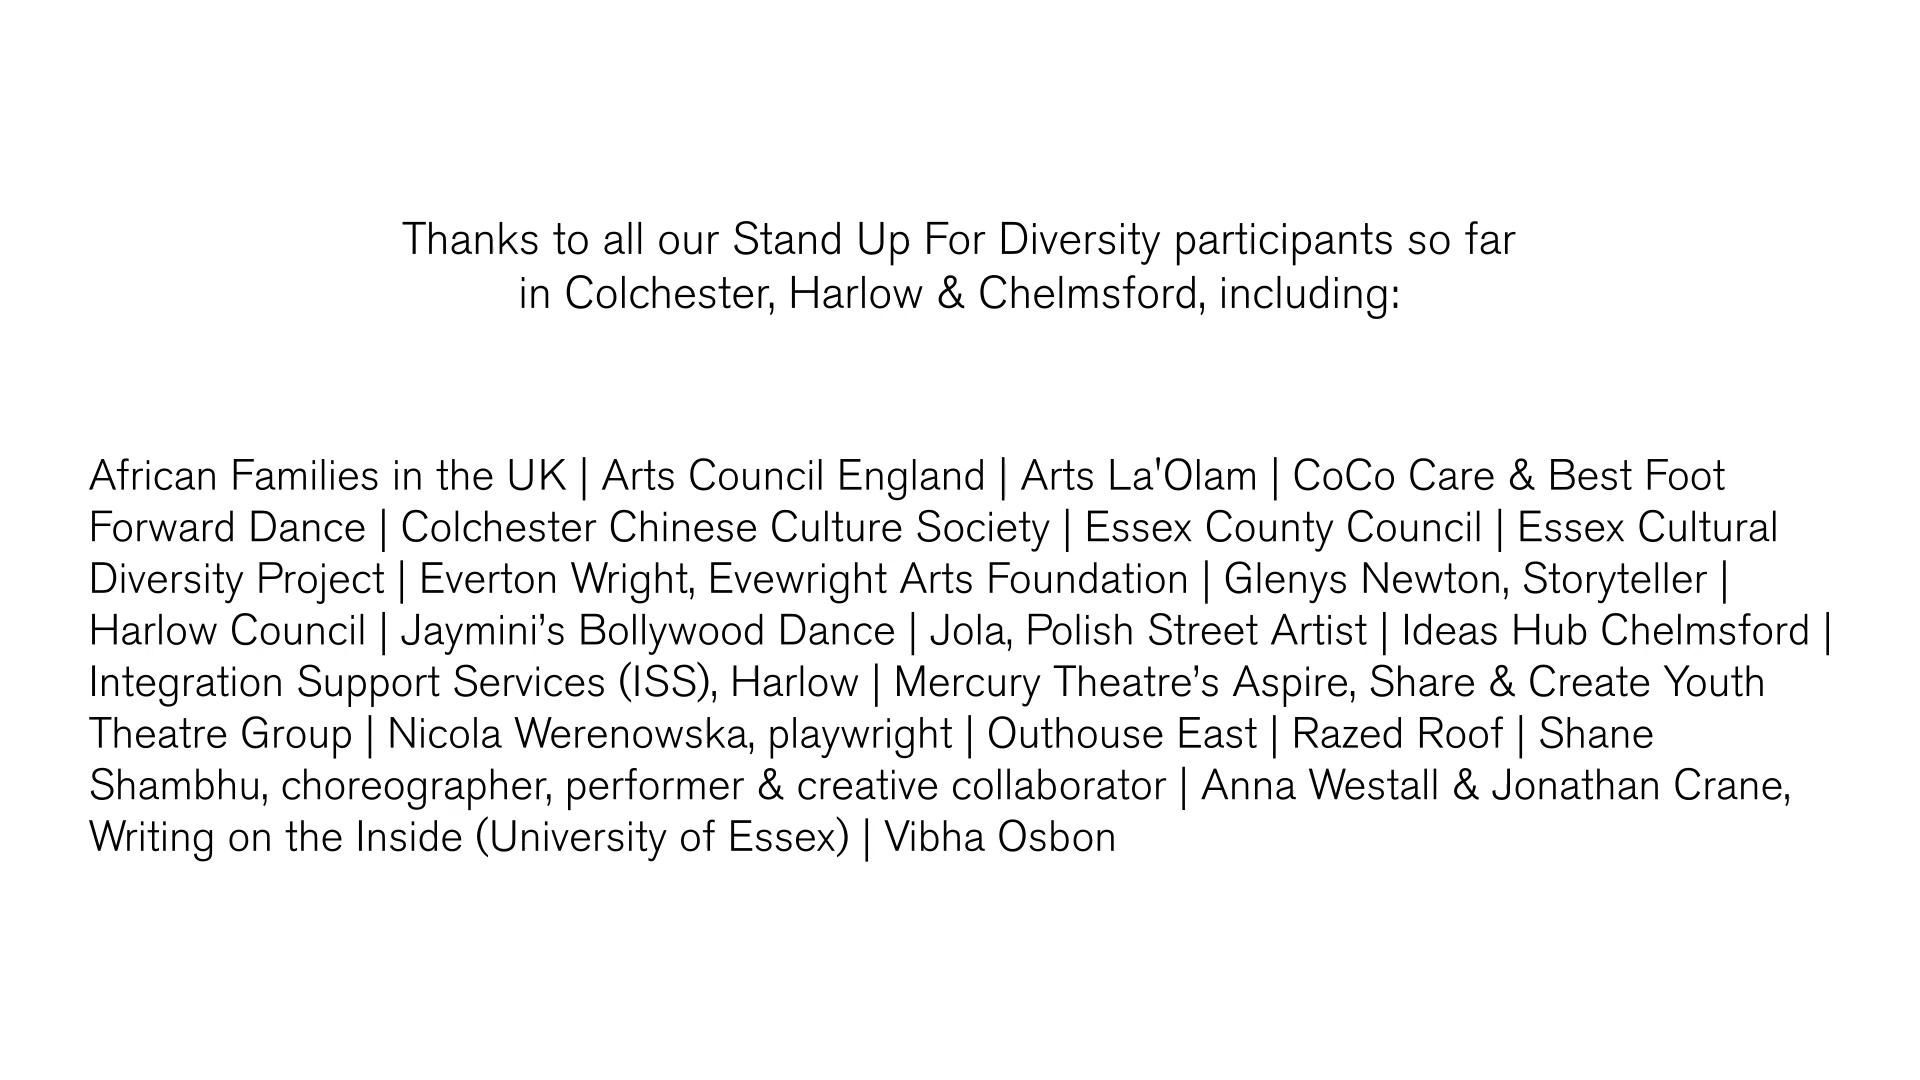 Thanks to all our Stand Up For Diversity participants so far
in Colchester, Harlow & Chelmsford, including:
African Families in the UK | Arts Council England | Arts La'Olam | CoCo Care & Best Foot
Forward Dance | Colchester Chinese Culture Society | Essex County Council | Essex Cultural
Diversity Project | Everton Wright, Evewright Arts Foundation | Glenys Newton, Storyteller |
Harlow Council | Jaymini’s Bollywood Dance | Jola, Polish Street Artist | Ideas Hub Chelmsford |
Integration Support Services (ISS), Harlow | Mercury Theatre’s Aspire, Share & Create Youth
Theatre Group | Nicola Werenowska, playwright | Outhouse East | Razed Roof | Shane
Shambhu, choreographer, performer & creative collaborator | Anna Westall & Jonathan Crane,
Writing on the Inside (University of Essex) | Vibha Osbon